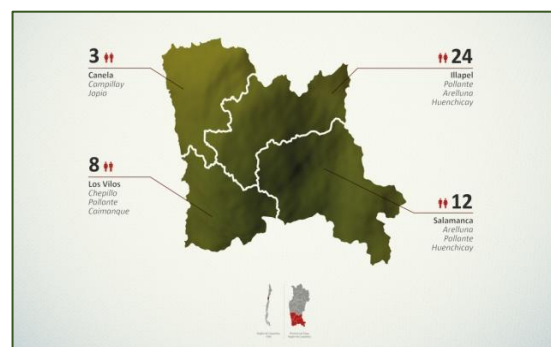 3
Canela
Campillay
Japia
24
Illapel
Pallante
Arelluna
Huenchicay
8
Los Vilos
Chepillo
Pallante
Caimanque
12
Salamanca
Arelluna
Pallante
Huenchicay